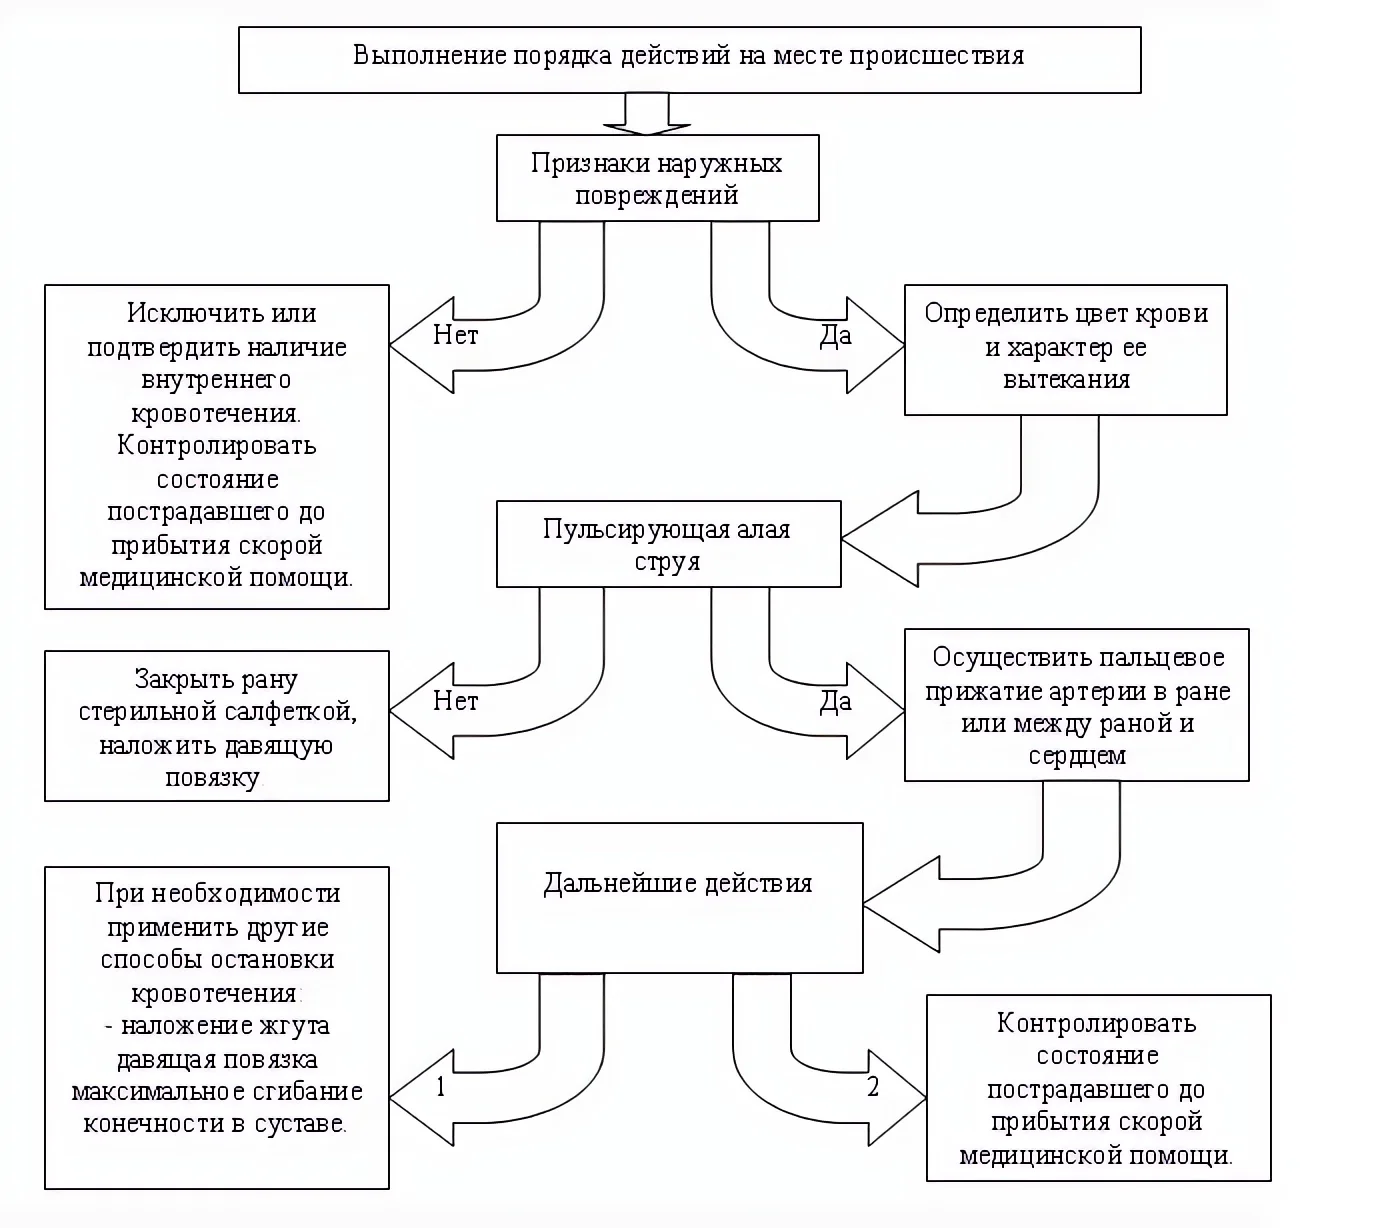 Выполнение порядка действий на месте происшествия
Признаки наружных
повреждений
Нет
Да
Исключить или
подтвердить наличие
внутреннего
кровотечения.
Контролировать
состояние
пострадавшего до
прибытия скорой
медицинской помощи.
Определить цвет крови
и характер ее
вытекания
Пульсирующая алая
струя
Нет
Да
Закрыть рану
стерильной салфеткой,
наложить давящую
повязку
Осуществить пальцевое
прижатие артерии в ране
или между раной и
сердцем
Дальнейшие действия
1
2
При необходимости
применить другие
способы остановки
кровотечения:
- наложение жгута
давящая повязка
максимальное сгибание
конечности в суставе.
Контролировать
состояние
пострадавшего до
прибытия скорой
медицинской помощи.